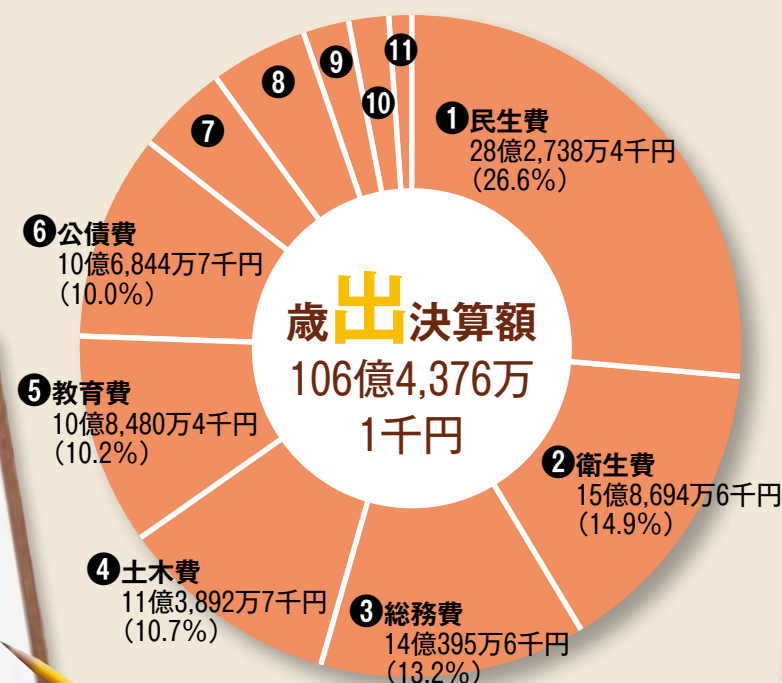 歳出決算額
106億4,376万
1千円
❶民生費
28億2,738万4千円
（26.6%）
❷衛生費
15億8,694万6千円
（14.9%）
❸総務費
14億395万6千円
（13.2%）
❹土木費
11億3,892万7千円
（10.7%）
❺教育費
10億8,480万4千円
（10.2%）
❻公債費
10億6,844万7千円
（10.0%）
❼
❽
❾
❿
⓫